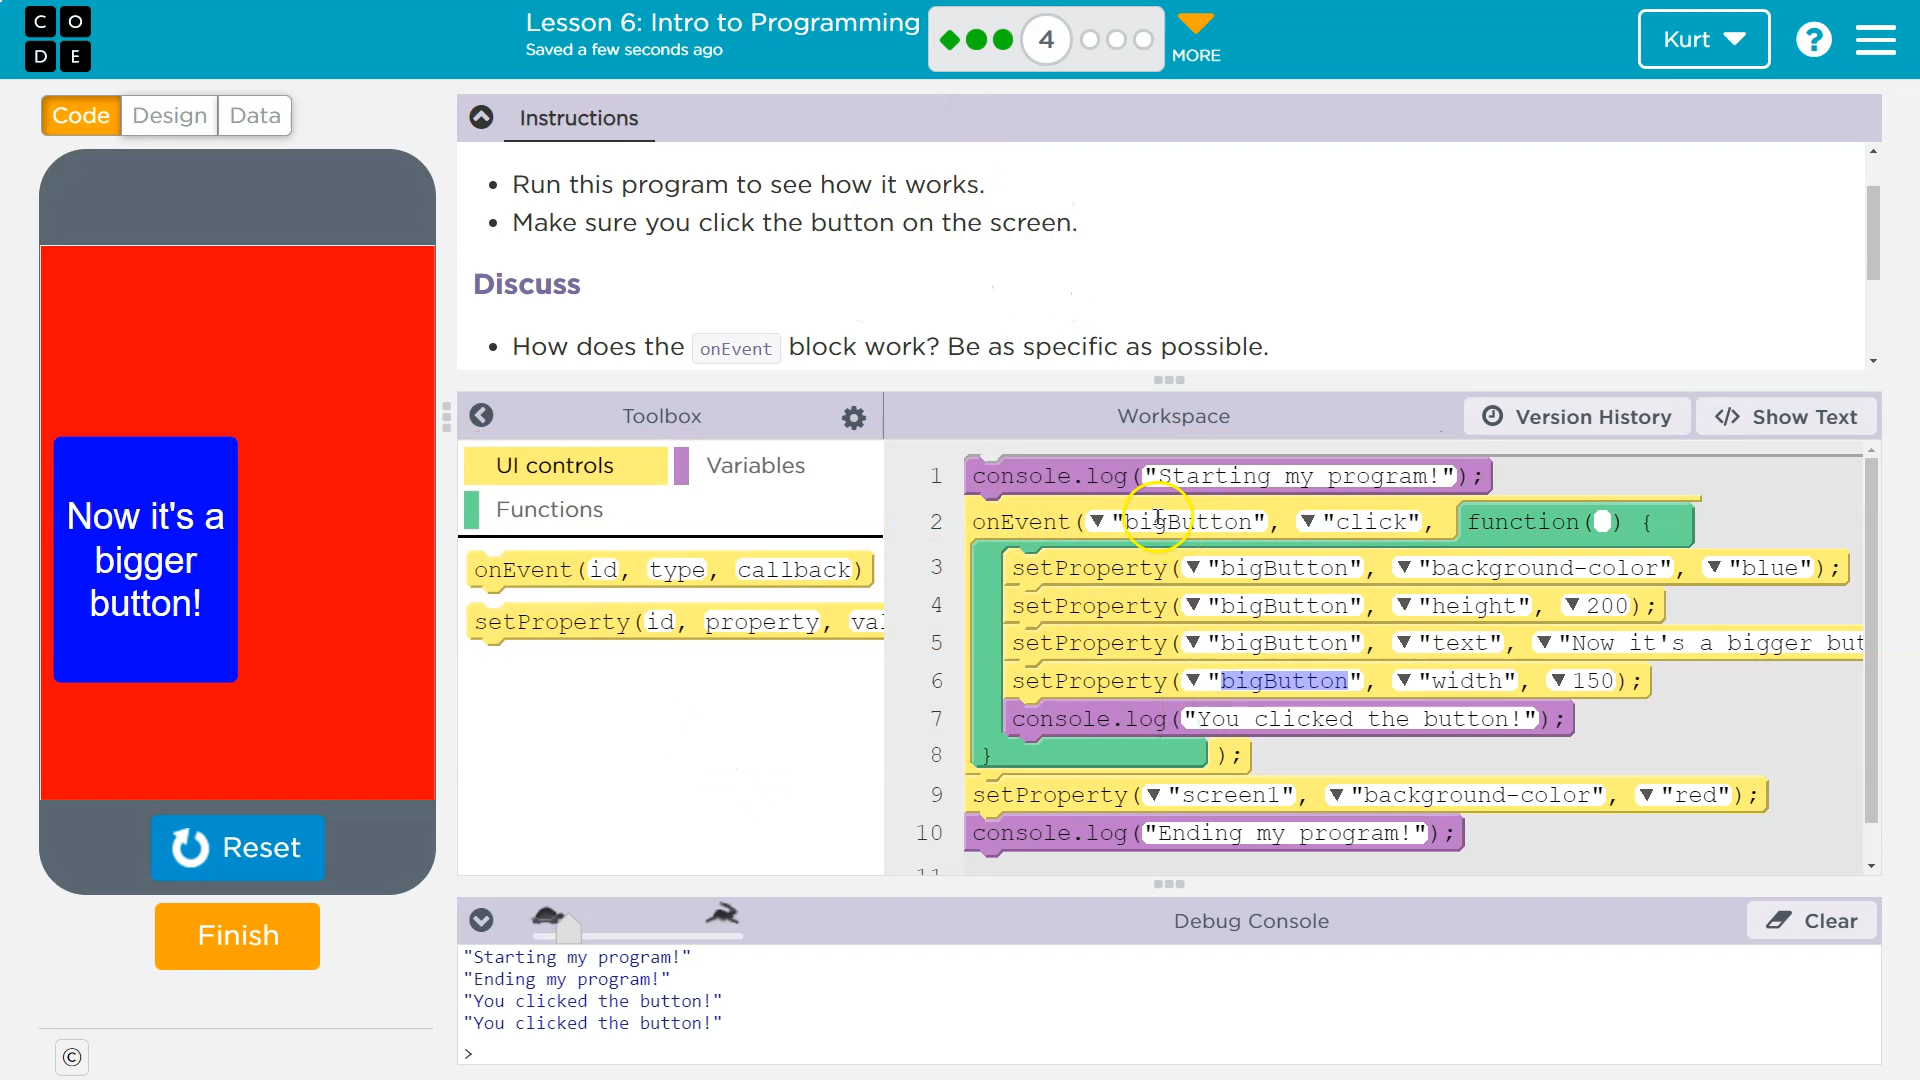 C O
D E
Lesson 6: Intro to Programming
Saved a few seconds ago
4
MORE
Kurt
?
Code Design Data
Instructions
• Run this program to see how it works.
• Make sure you click the button on the screen.
Discuss
• How does the onEvent block work? Be as specific as possible.
Toolbox
Workspace
Version History
</> Show Text
UI controls
Variables
Functions
onEvent(id, type, callback)
setProperty(id, property, val
1 console.log("Starting my program!");
2 onEvent(▼"bigButton", ▼"click", function( ) {
3 setProperty(▼"bigButton", ▼"background-color", ▼"blue");
4 setProperty(▼"bigButton", ▼"height", ▼200);
5 setProperty(▼"bigButton", ▼"text", ▼"Now it's a bigger but
6 setProperty(▼"bigButton", ▼"width", ▼150);
7 console.log("You clicked the button!");
8 } );
9 setProperty(▼"screen1", ▼"background-color", ▼"red");
10 console.log("Ending my program!");
11
Now it's a
bigger
button!
Reset
Finish
©
Debug Console
Clear
"Starting my program!"
"Ending my program!"
"You clicked the button!"
"You clicked the button!"
>